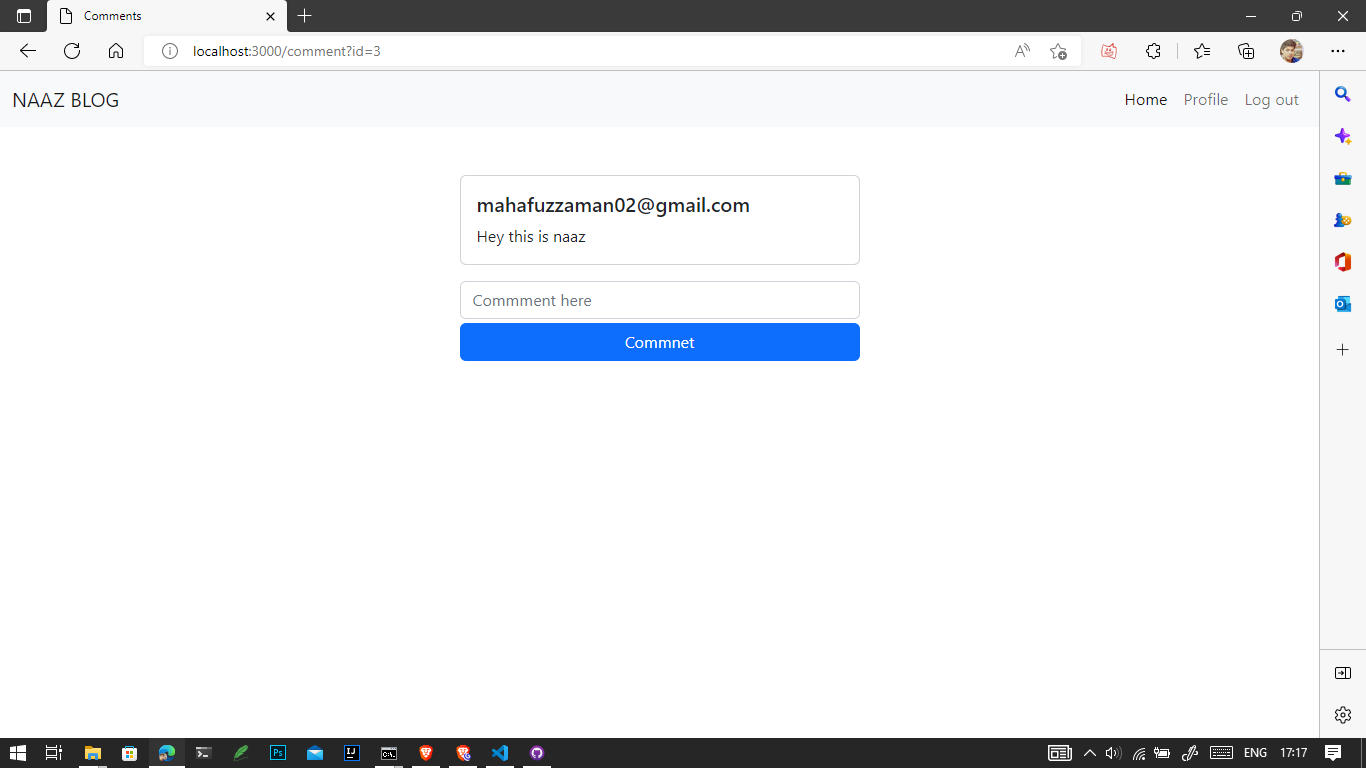 Comments
localhost:3000/comment?id=3
NAAZ BLOG
Home Profile Log out
mahafuzzaman02@gmail.com
Hey this is naaz
Commment here
Commnet
ENG 17:17